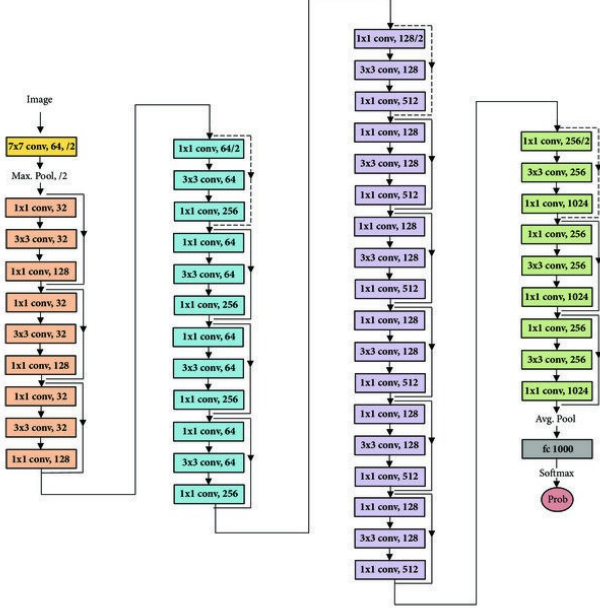 Image
7x7 conv, 64, /2
Max. Pool, /2
1x1 conv, 32
3x3 conv, 32
1x1 conv, 128
1x1 conv, 32
3x3 conv, 32
1x1 conv, 128
1x1 conv, 32
3x3 conv, 32
1x1 conv, 128
1x1 conv, 64/2
3x3 conv, 64
1x1 conv, 256
1x1 conv, 64
3x3 conv, 64
1x1 conv, 256
1x1 conv, 64
3x3 conv, 64
1x1 conv, 256
1x1 conv, 64
3x3 conv, 64
1x1 conv, 256
1x1 conv, 128/2
3x3 conv, 128
1x1 conv, 512
1x1 conv, 128
3x3 conv, 128
1x1 conv, 512
1x1 conv, 128
3x3 conv, 128
1x1 conv, 512
1x1 conv, 128
3x3 conv, 128
1x1 conv, 512
1x1 conv, 128
3x3 conv, 128
1x1 conv, 512
1x1 conv, 128
3x3 conv, 128
1x1 conv, 512
1x1 conv, 256/2
3x3 conv, 256
1x1 conv, 1024
1x1 conv, 256
3x3 conv, 256
1x1 conv, 1024
1x1 conv, 256
3x3 conv, 256
1x1 conv, 1024
Avg. Pool
fc 1000
Softmax
Prob